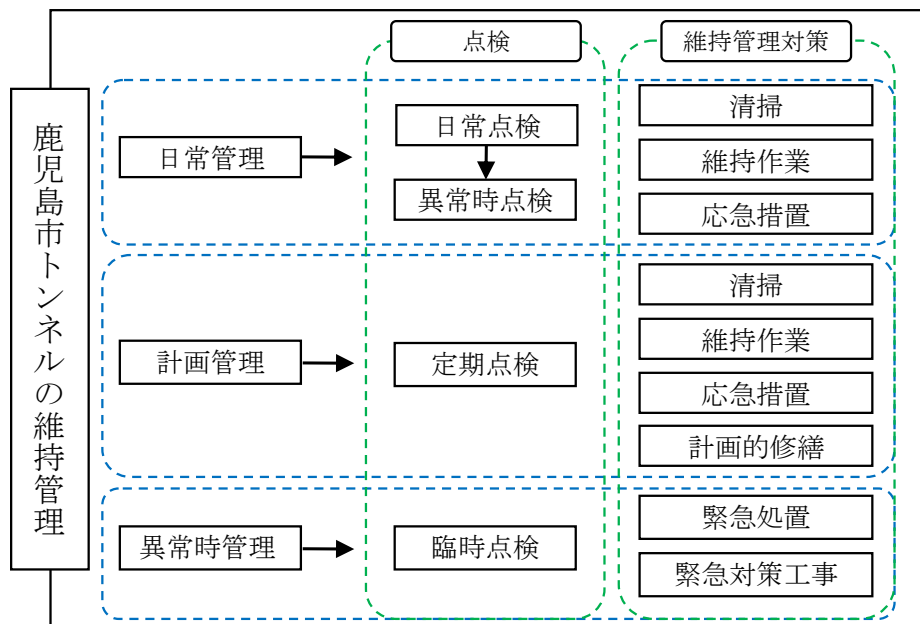 点検
維持管理対策
鹿児島市トンネルの維持管理
日常管理
日常点検
異常時点検
清掃
維持作業
応急措置
計画管理
定期点検
清掃
維持作業
応急措置
計画的修繕
異常時管理
臨時点検
緊急処置
緊急対策工事